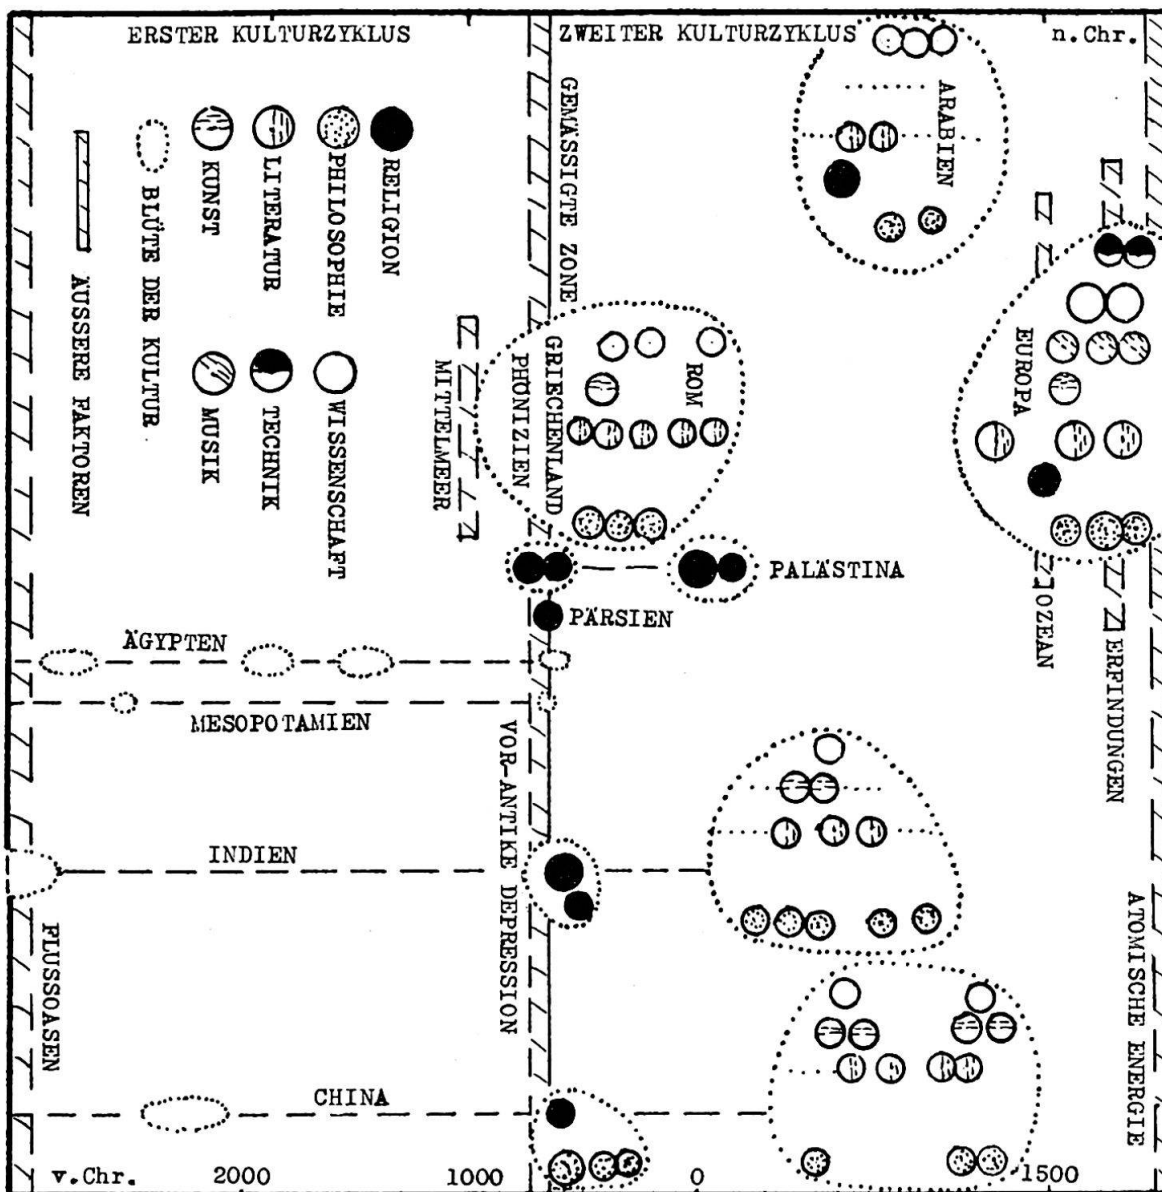 ERSTER KULTURZYKLUS
ZWEITER KULTURZYKLUS
n.Chr.
RELIGION
PHILOSOPHIE
LITERATUR
KUNST
BLÜTE DER KULTUR
ÄUSSERE FAKTOREN
WISSENSCHAFT
TECHNIK
MUSIK
GEMÄSSIGTE ZONE
ARABIEN
EUROPA
ROM
GRIECHENLAND
PHÖNIZIEN
MITTELMEER
PALÄSTINA
PÄRSIEN
OZEAN
ERFINDUNGEN
ÄGYPTEN
MESOPOTAMIEN
VOR-ANTIKE DEPRESSION
INDIEN
FLUSSOASEN
ATOMISCHE ENERGIE
CHINA
v.Chr.
2000
1000
0
1500